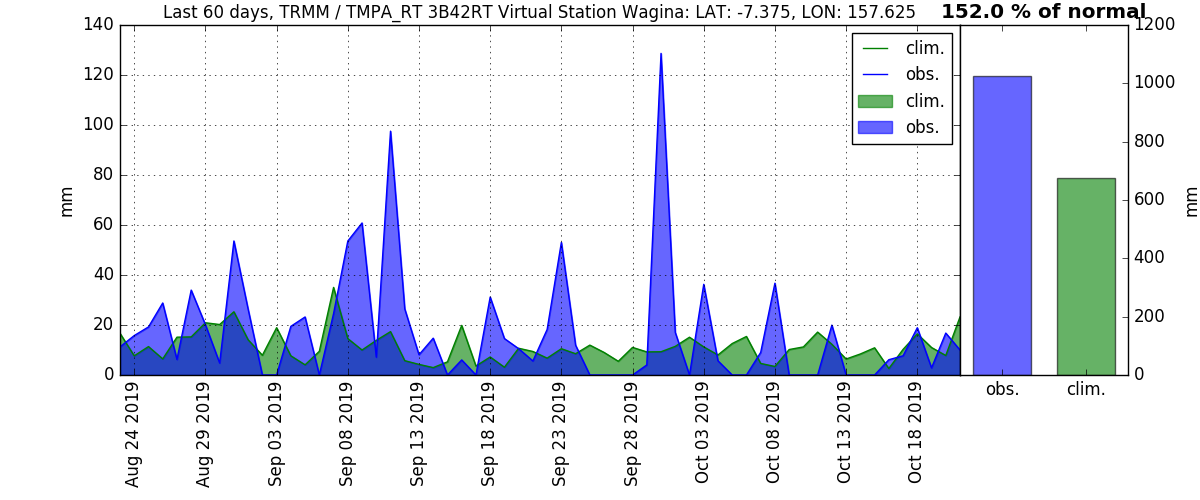 Last 60 days, TRMM / TMPA_RT 3B42RT Virtual Station Wagina: LAT: -7.375, LON: 157.625
152.0 % of normal
140
120
100
80
60
40
20
0
mm
clim.
obs.
clim.
obs.
Aug 24 2019
Aug 29 2019
Sep 03 2019
Sep 08 2019
Sep 13 2019
Sep 18 2019
Sep 23 2019
Sep 28 2019
Oct 03 2019
Oct 08 2019
Oct 13 2019
Oct 18 2019
1200
1000
800
600
400
200
0
mm
obs.
clim.